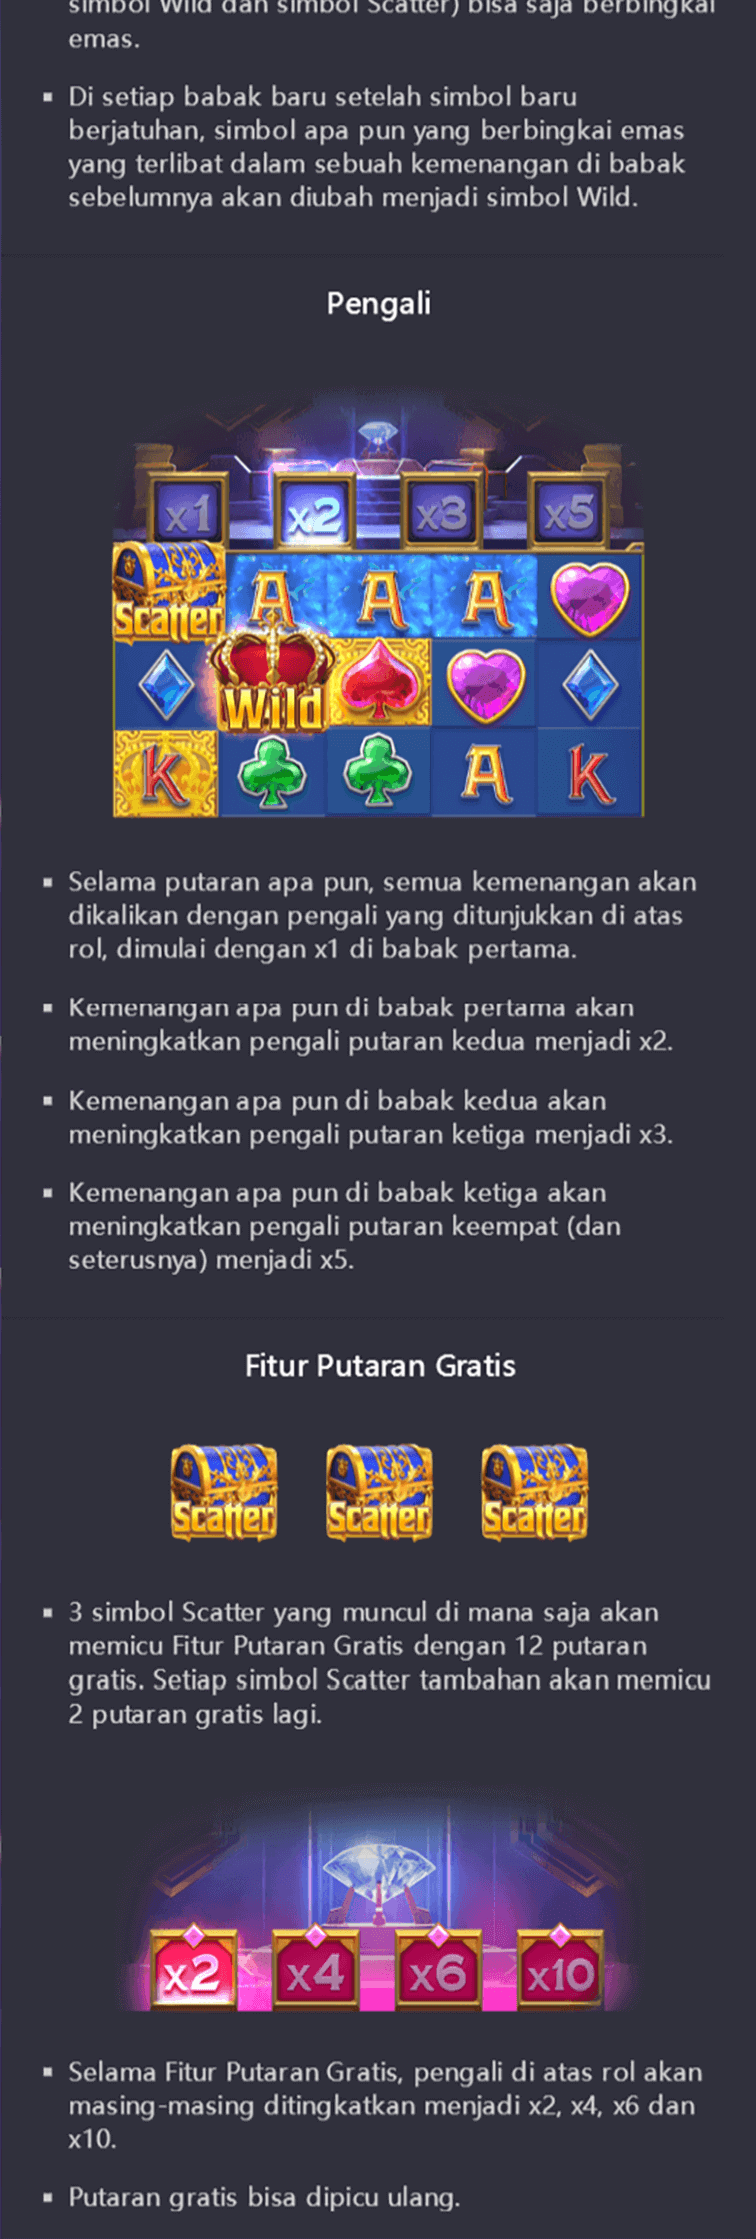 simbol Wild dan simbol Scatter) bisa saja berbingkai
emas.
Di setiap babak baru setelah simbol baru
berjatuhan, simbol apa pun yang berbingkai emas
yang terlibat dalam sebuah kemenangan di babak
sebelumnya akan diubah menjadi simbol Wild.
Pengali
x1 x2 x3 x5
Scatter A A A
Wild
K A K
Selama putaran apa pun, semua kemenangan akan
dikalikan dengan pengali yang ditunjukkan di atas
rol, dimulai dengan x1 di babak pertama.
Kemenangan apa pun di babak pertama akan
meningkatkan pengali putaran kedua menjadi x2.
Kemenangan apa pun di babak kedua akan
meningkatkan pengali putaran ketiga menjadi x3.
Kemenangan apa pun di babak ketiga akan
meningkatkan pengali putaran keempat (dan
seterusnya) menjadi x5.
Fitur Putaran Gratis
Scatter Scatter Scatter
3 simbol Scatter yang muncul di mana saja akan
memicu Fitur Putaran Gratis dengan 12 putaran
gratis. Setiap simbol Scatter tambahan akan memicu
2 putaran gratis lagi.
x2 x4 x6 x10
Selama Fitur Putaran Gratis, pengali di atas rol akan
masing-masing ditingkatkan menjadi x2, x4, x6 dan
x10.
Putaran gratis bisa dipicu ulang.